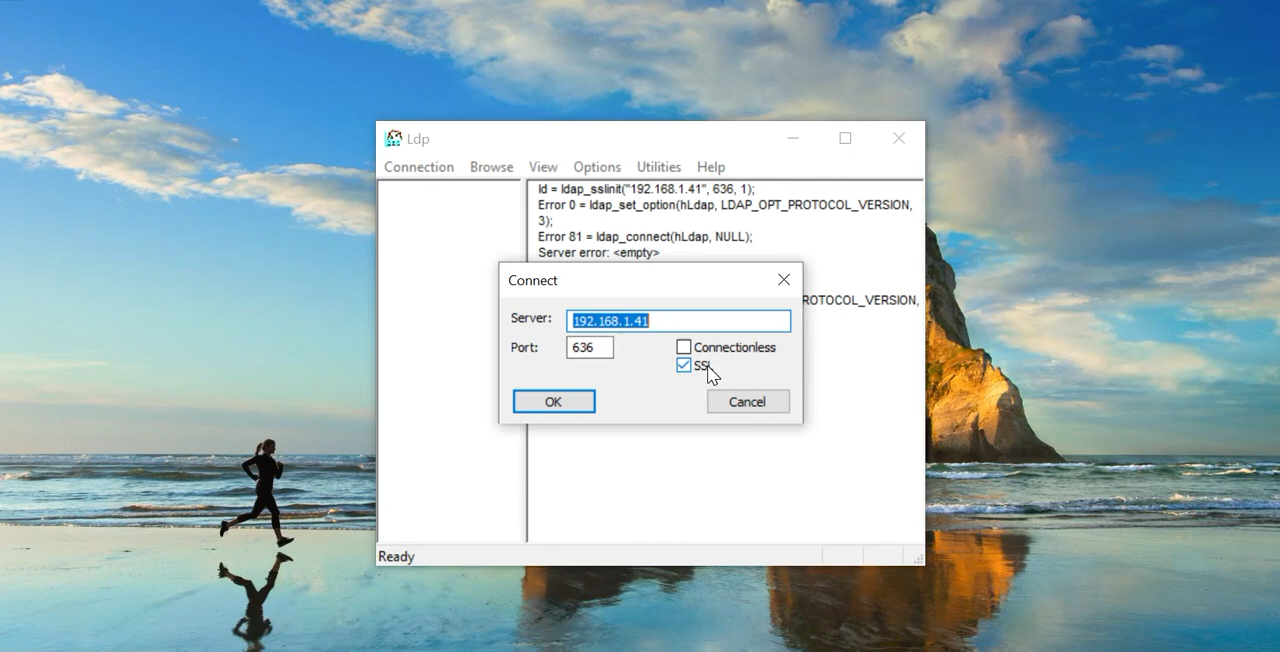 Ldp
Connection Browse View Options Utilities Help
ld = ldap_sslinit("192.168.1.41", 636, 1);
Error 0 = ldap_set_option(hLdap, LDAP_OPT_PROTOCOL_VERSION,
3);
Error 81 = ldap_connect(hLdap, NULL);
Server error: <empty>
ROTOCOL_VERSION,
Connect
Server: 192.168.1.41
Port: 636 Connectionless
SSL
OK Cancel
Ready